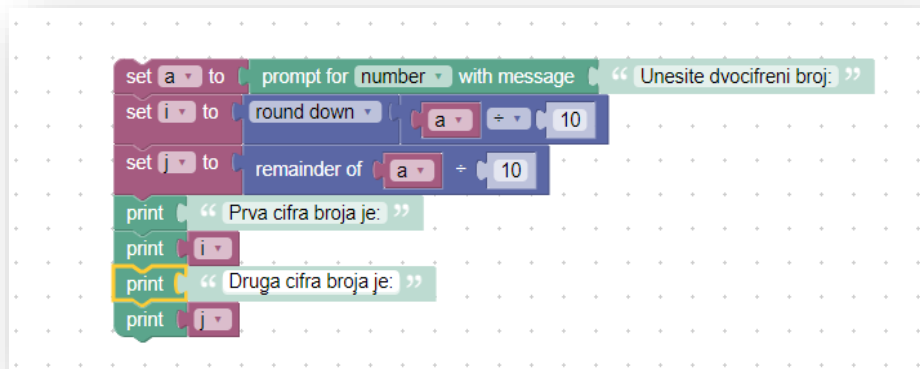 set a to prompt for number with message “ Unesite dvocifreni broj: ”
set i to round down a ÷ 10
set j to remainder of a ÷ 10
print “ Prva cifra broja je: ”
print i
print “ Druga cifra broja je: ”
print j